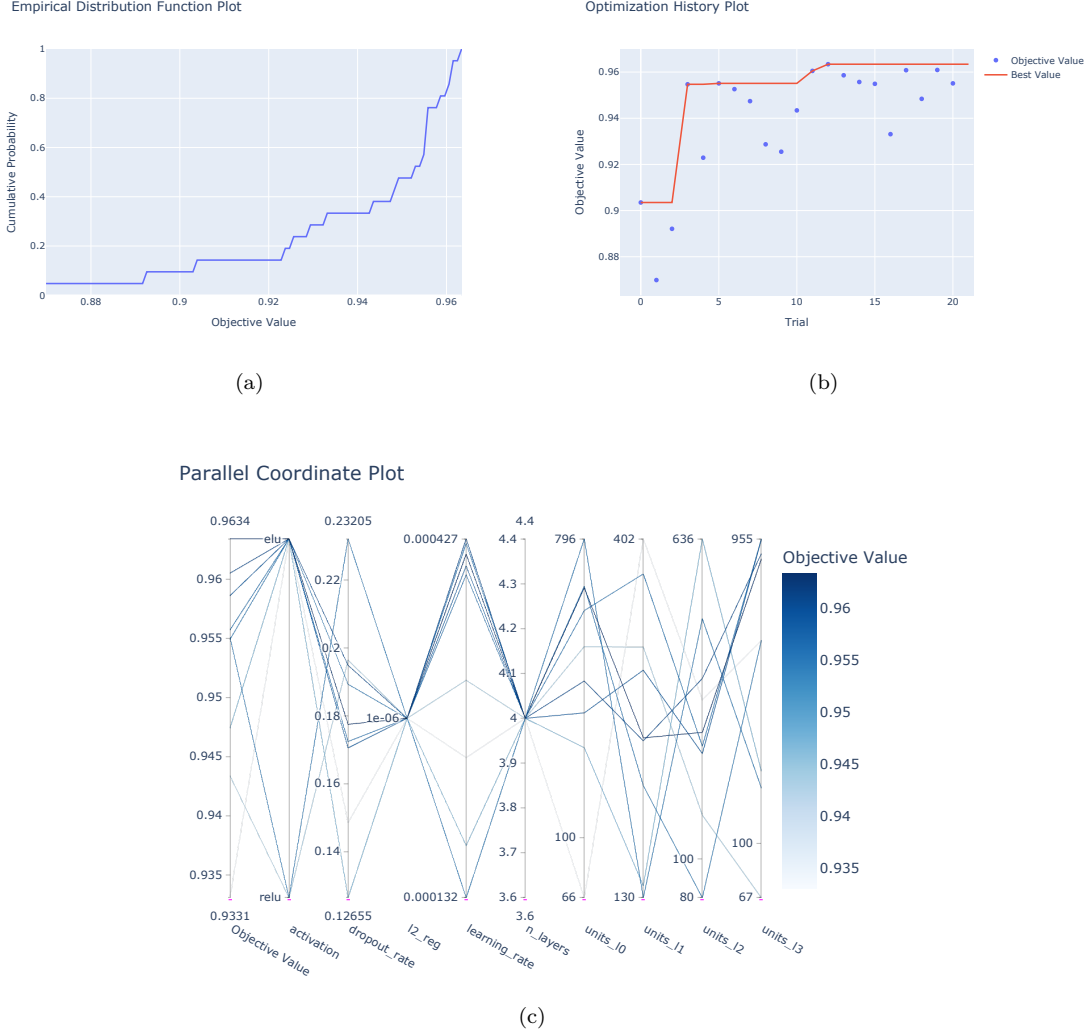 Empirical Distribution Function Plot
1
0.8
0.6
0.4
0.2
0
Cumulative Probability
0.88
0.9
0.92
0.94
0.96
Objective Value
(a)
Optimization History Plot
0.96
0.94
0.92
0.9
0.88
Objective Value
0
5
10
15
20
Trial
Objective Value
Best Value
(b)
Parallel Coordinate Plot
0.9634
0.96
0.955
0.95
0.945
0.94
0.935
0.9331
Objective Value
elu
relu
activation
0.23205
0.22
0.2
0.18
0.16
0.14
0.12655
dropout_rate
1e-06
l2_reg
0.000427
0.000132
learning_rate
4.4
4.4
4.3
4.2
4.1
4
3.9
3.8
3.7
3.6
3.6
n_layers
796
100
66
units_l0
402
130
units_l1
636
100
80
units_l2
955
100
67
units_l3
Objective Value
0.96
0.955
0.95
0.945
0.94
0.935
(c)